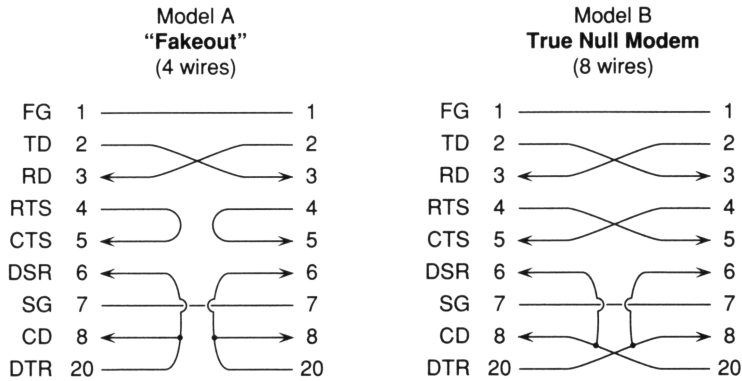 Model A
"Fakeout"
(4 wires)
FG 1 1
TD 2 2
RD 3 3
RTS 4 4
CTS 5 5
DSR 6 6
SG 7 7
CD 8 8
DTR 20 20
Model B
True Null Modem
(8 wires)
FG 1 1
TD 2 2
RD 3 3
RTS 4 4
CTS 5 5
DSR 6 6
SG 7 7
CD 8 8
DTR 20 20